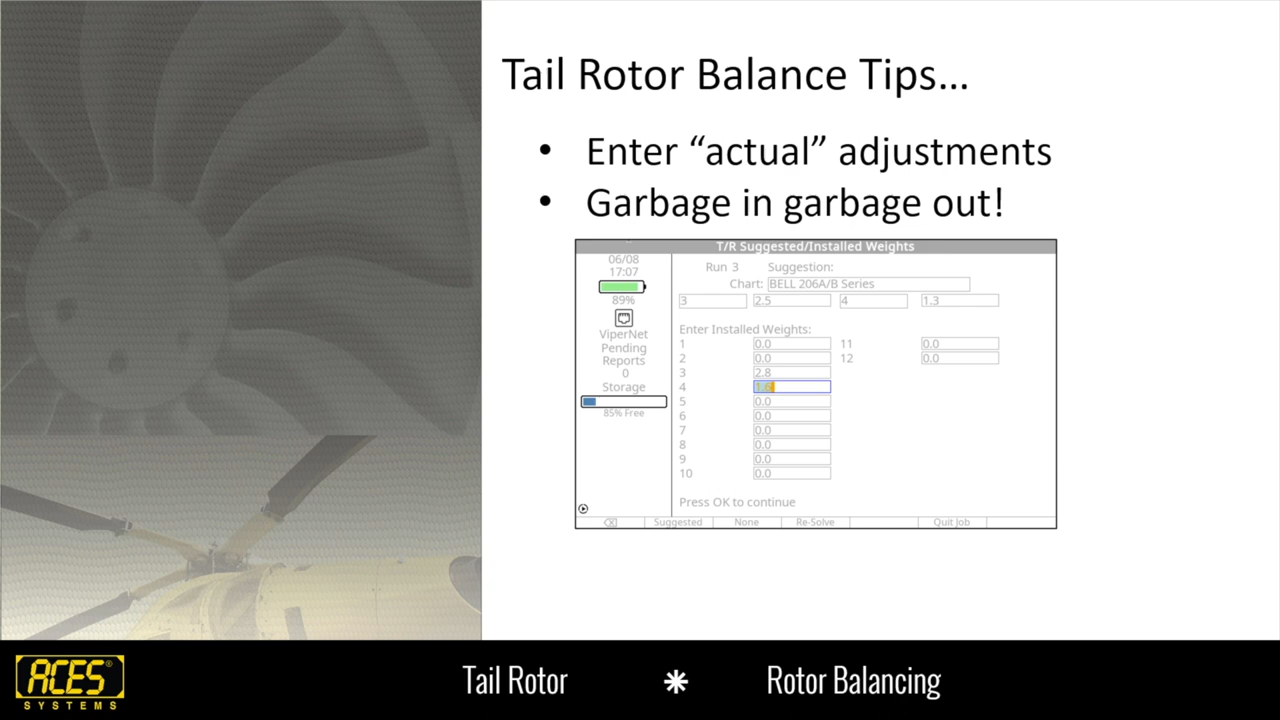 Tail Rotor Balance Tips...
• Enter “actual” adjustments
• Garbage in garbage out!
T/R Suggested/Installed Weights
06/08
17:07
89%
ViperNet
Pending
Reports
0
Storage
85% Free
Run 3 Suggestion:
Chart: BELL 206A/B Series
3 2.5 4 1.3
Enter Installed Weights:
1 0.0 11 0.0
2 0.0 12 0.0
3 2.8
4 1.6
5 0.0
6 0.0
7 0.0
8 0.0
9 0.0
10 0.0
Press OK to continue
Suggested None Re-Solve Quit Job
ACES®
SYSTEMS
Tail Rotor * Rotor Balancing